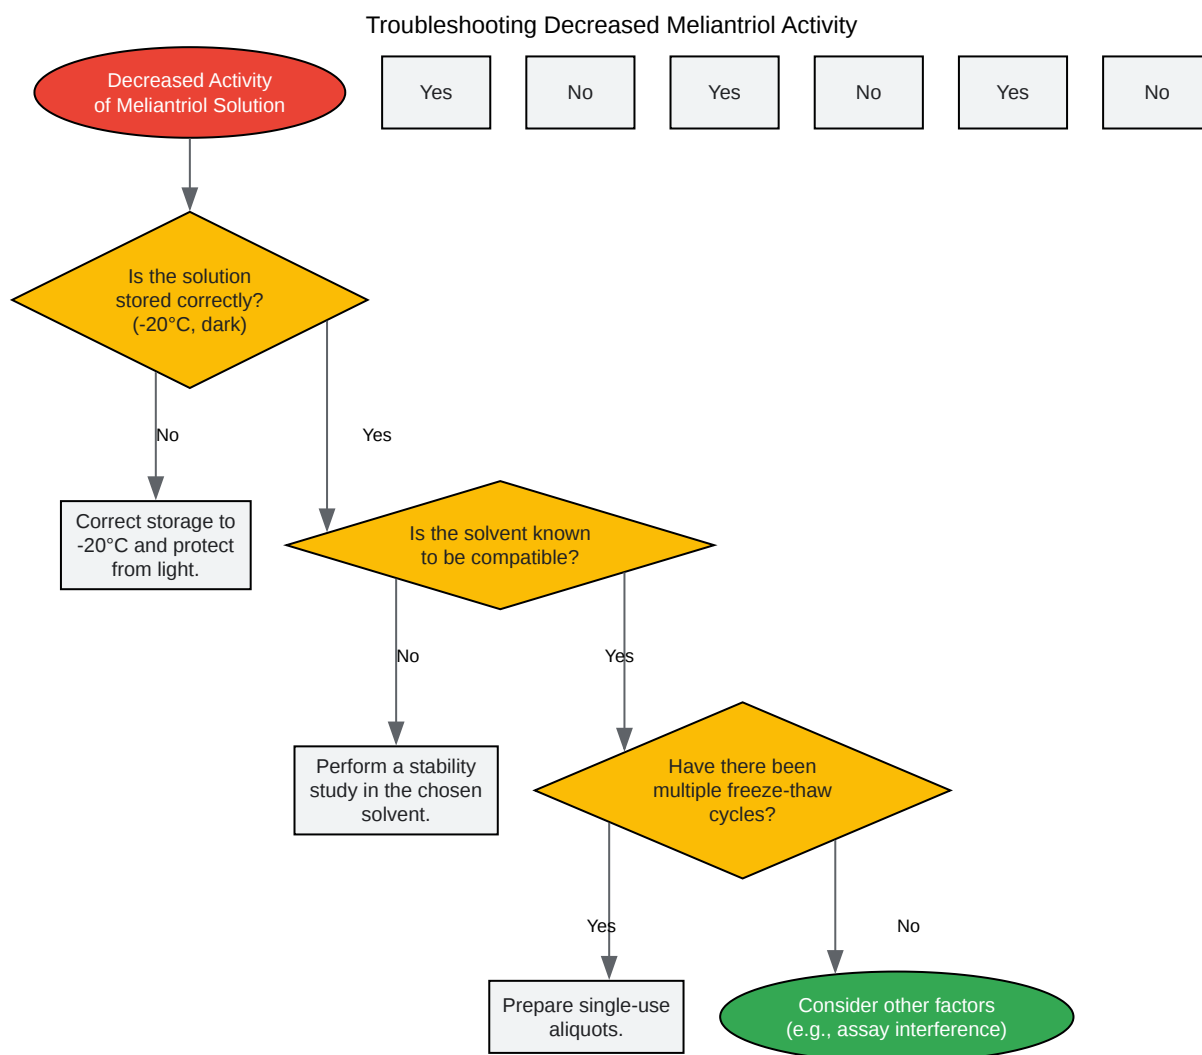 Troubleshooting Decreased Meliantriol Activity
Decreased Activity
of Meliantriol Solution
Yes
No
Yes
No
Yes
No
Is the solution
stored correctly?
(-20°C, dark)
No
Yes
Correct storage to
-20°C and protect
from light.
Is the solvent known
to be compatible?
No
Yes
Perform a stability
study in the chosen
solvent.
Have there been
multiple freeze-thaw
cycles?
Yes
No
Prepare single-use
aliquots.
Consider other factors
(e.g., assay interference)